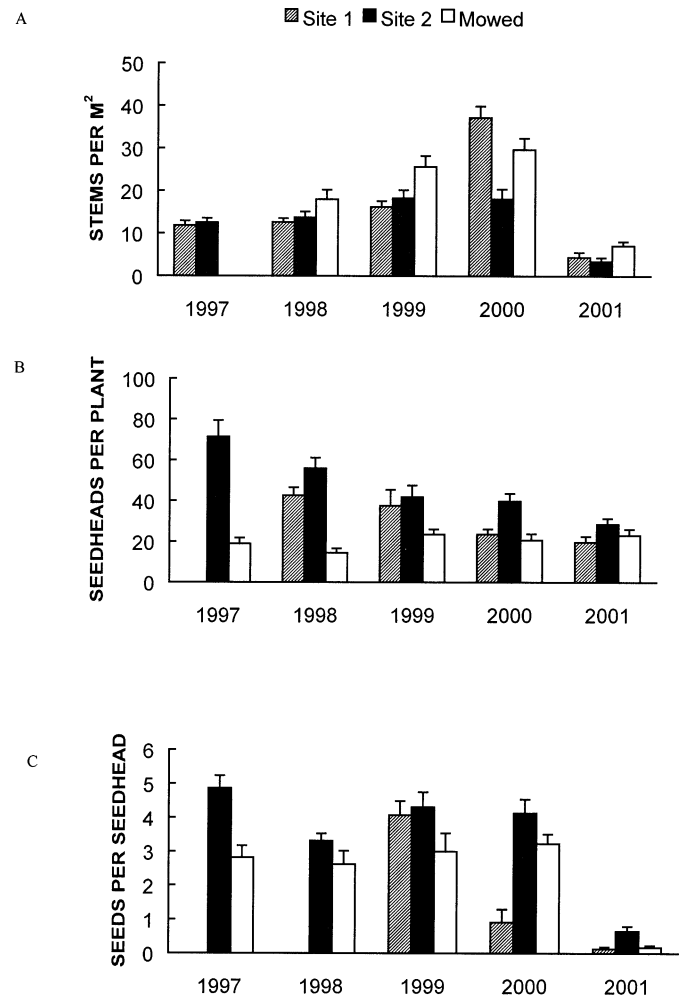 A
Site 1 Site 2 Mowed
STEMS PER M²
50
40
30
20
10
0
1997 1998 1999 2000 2001
B
SEEDHEADS PER PLANT
100
80
60
40
20
0
1997 1998 1999 2000 2001
C
SEEDS PER SEEDHEAD
6
5
4
3
2
1
0
1997 1998 1999 2000 2001